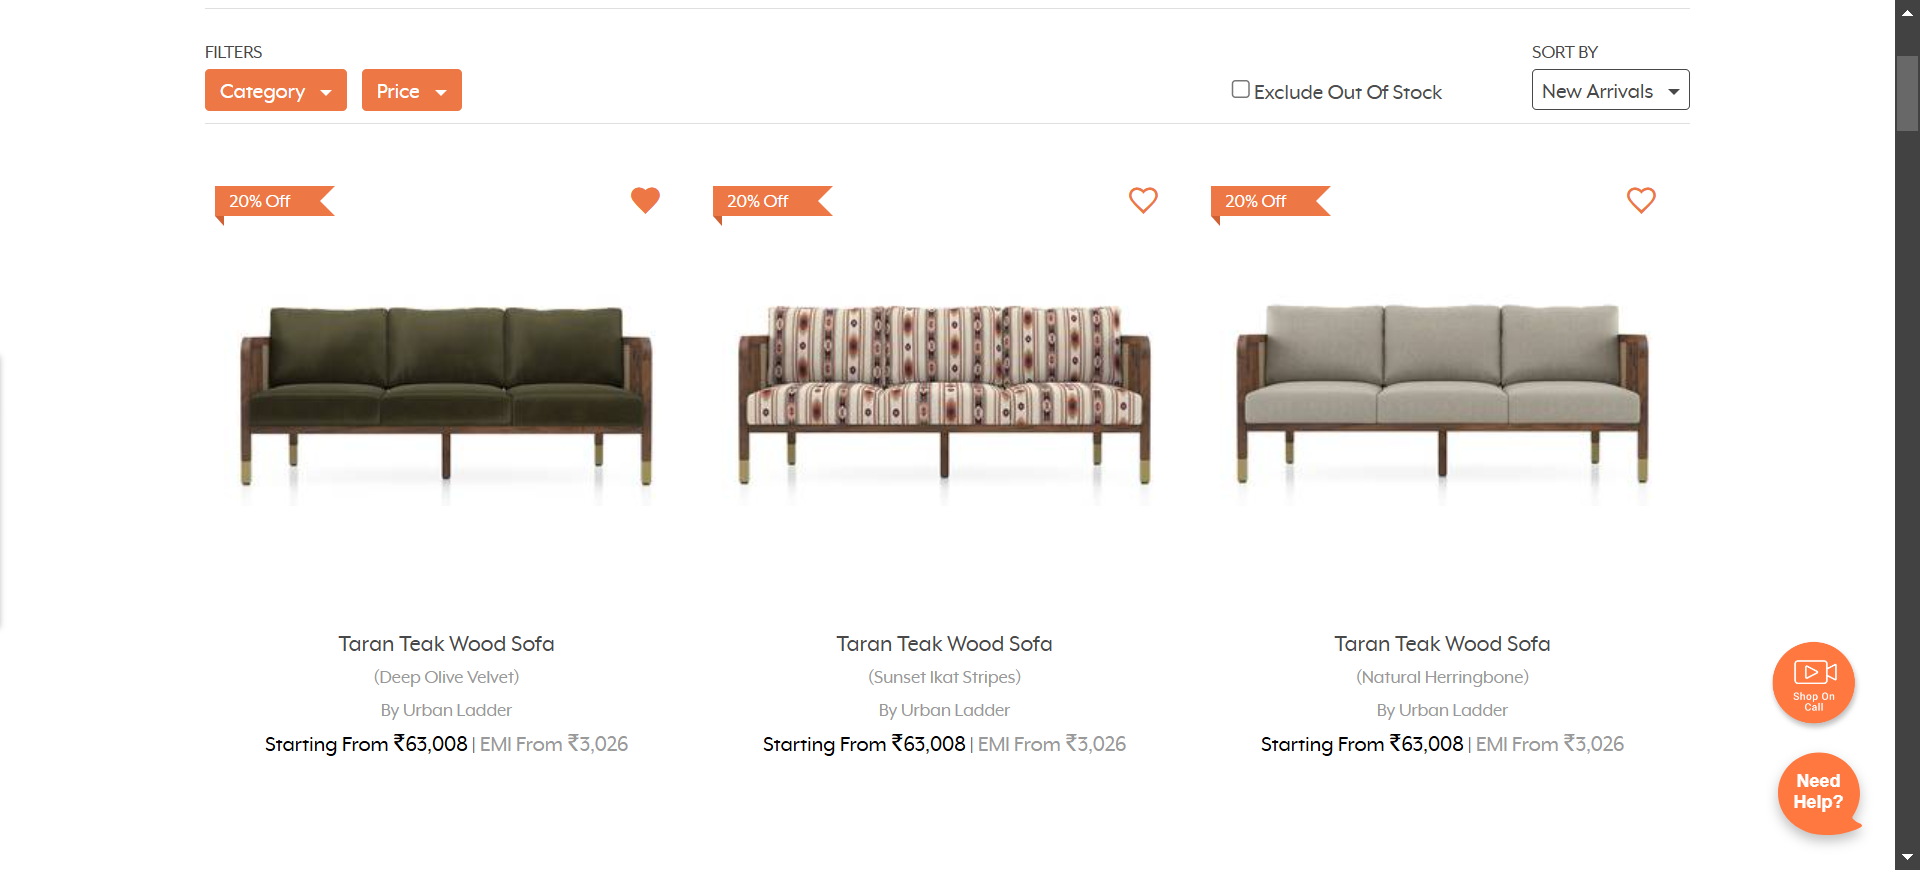 FILTERS
SORT BY
Category
Price
Exclude Out Of Stock
New Arrivals
20% Off
20% Off
20% Off
Taran Teak Wood Sofa
(Deep Olive Velvet)
By Urban Ladder
Starting From ₹63,008 | EMI From ₹3,026
Taran Teak Wood Sofa
(Sunset Ikat Stripes)
By Urban Ladder
Starting From ₹63,008 | EMI From ₹3,026
Taran Teak Wood Sofa
(Natural Herringbone)
By Urban Ladder
Starting From ₹63,008 | EMI From ₹3,026
Shop On
Call
Need
Help?